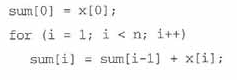 sum[0] = x[0];
for (i = 1; i < n; i++)
sum[i] = sum[i-1] + x[i];